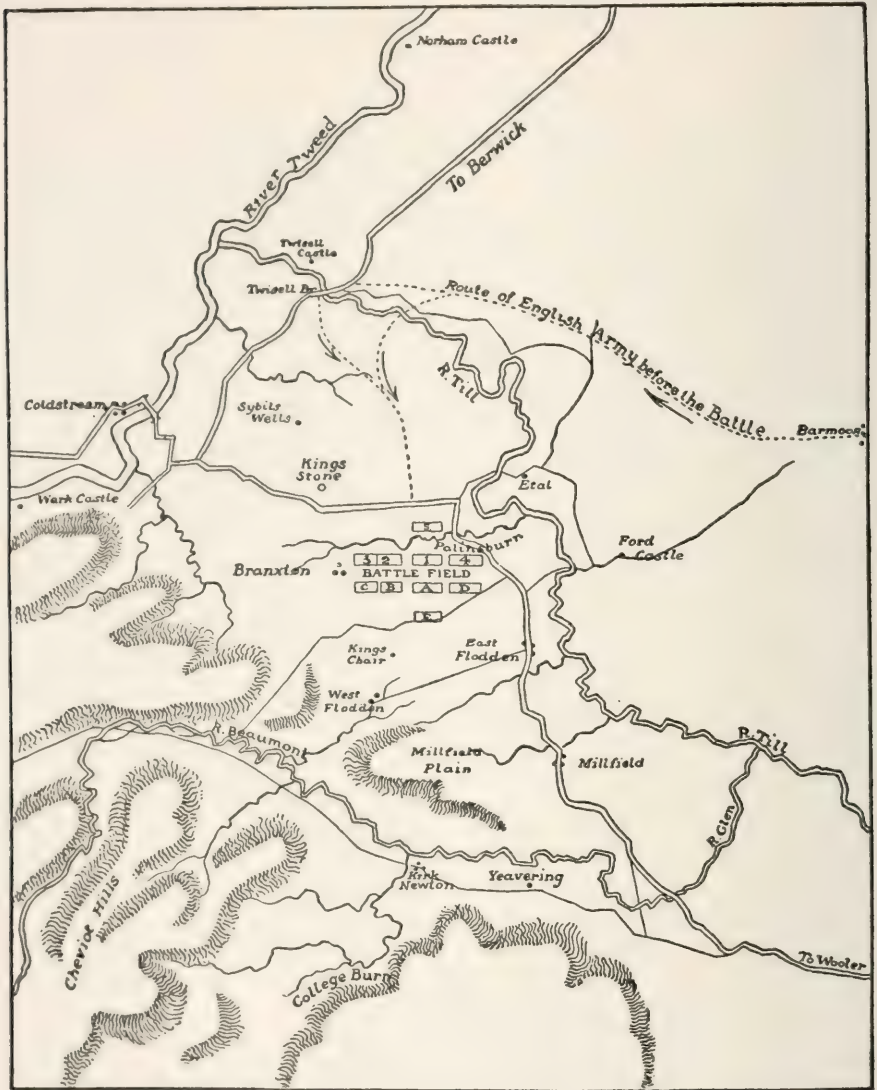 Norham Castle
River Tweed
To Berwick
Twisell
Castle
Twisell Br.
Route of English Army before the Battle
R. Till
Coldstream
Sybils
Wells
Barmoor
Kings
Stone
Etal
Wark Castle
Ford
Castle
5
Palinsburn
3 2 1 4
Branxton
BATTLE FIELD
C B A D
E
Kings
Chair
East
Flodden
West
Flodden
R. Beaumont
Millfield
Plain
Millfield
R. Till
R. Glen
Kirk
Newton
Yeavering
Cheviot Hills
College Burn
To Wooler